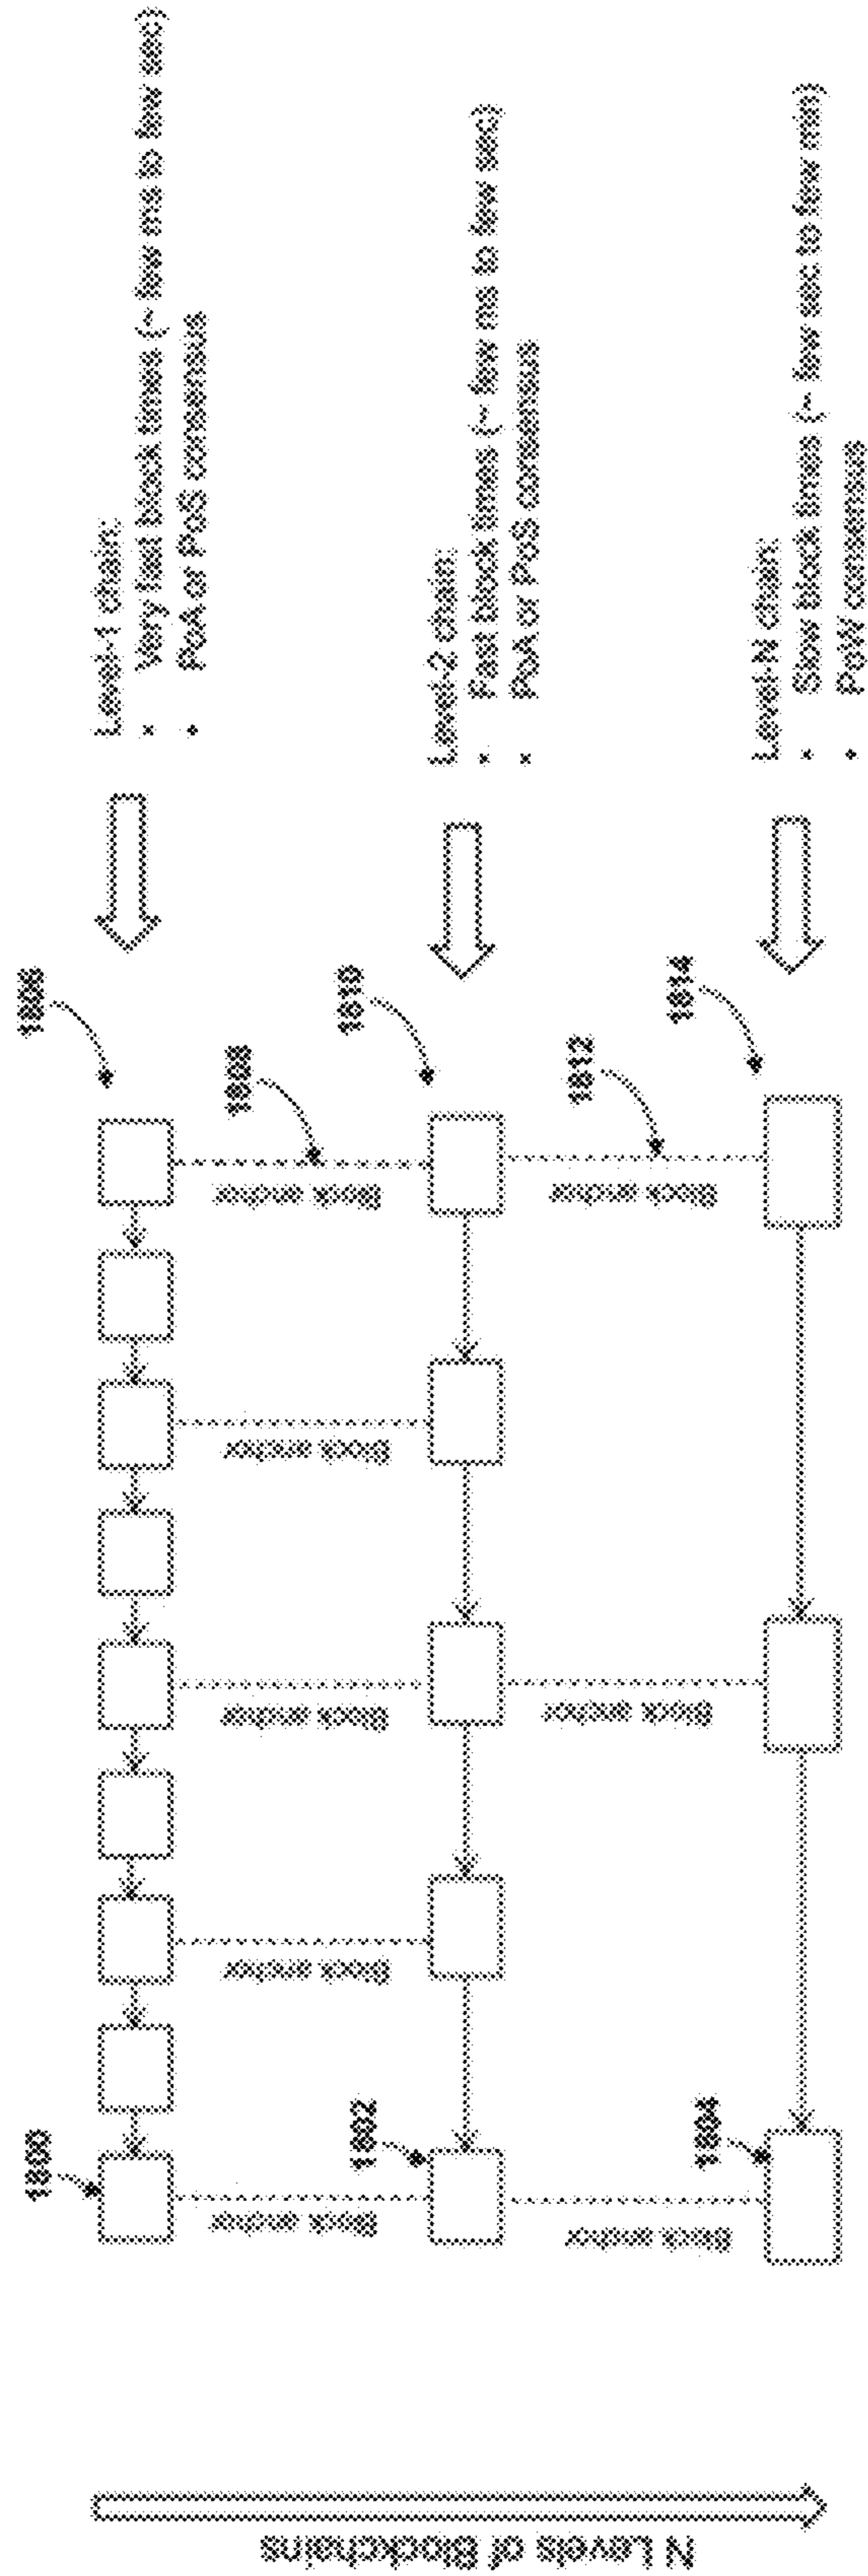 N Levels of Blockchains
1800
1806
Level-1 chain:
• Very fast block times (~ few ms to few sec)
• PoA or PoS consensus
Block anchor
Block anchor
Block anchor
Block anchor
Block anchor
1808
1802
1810
Level-2 chain:
• Fast block times (~ few ms to few sec)
• PoA or PoS consensus
Block anchor
Block anchor
Block anchor
1812
1804
1814
Level-N chain:
• Slow block times (~ few sec to few min)
• PoW consensus